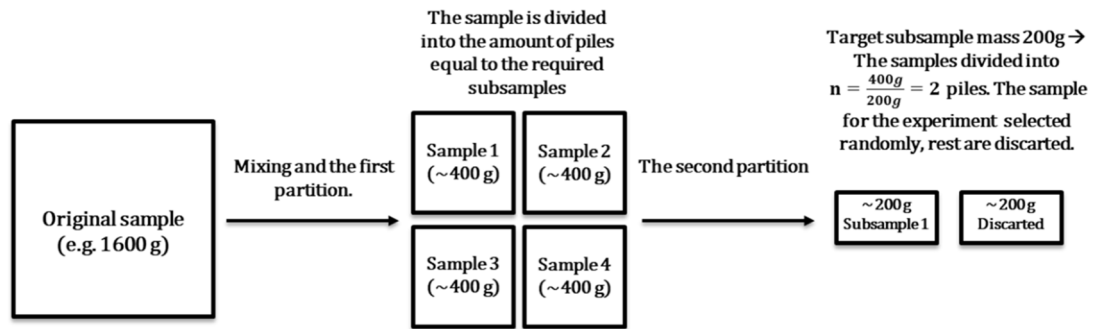 Original sample
(e.g. 1600 g)
Mixing and the first
partition.
The sample is divided
into the amount of piles
equal to the required
subsamples
Sample 1
(~400 g)
Sample 2
(~400 g)
Sample 3
(~400 g)
Sample 4
(~400 g)
The second partition
Target subsample mass 200g →
The samples divided into
n = 400g/200g = 2 piles. The sample
for the experiment selected
randomly, rest are discarted.
~200g
Subsample 1
~200g
Discarted